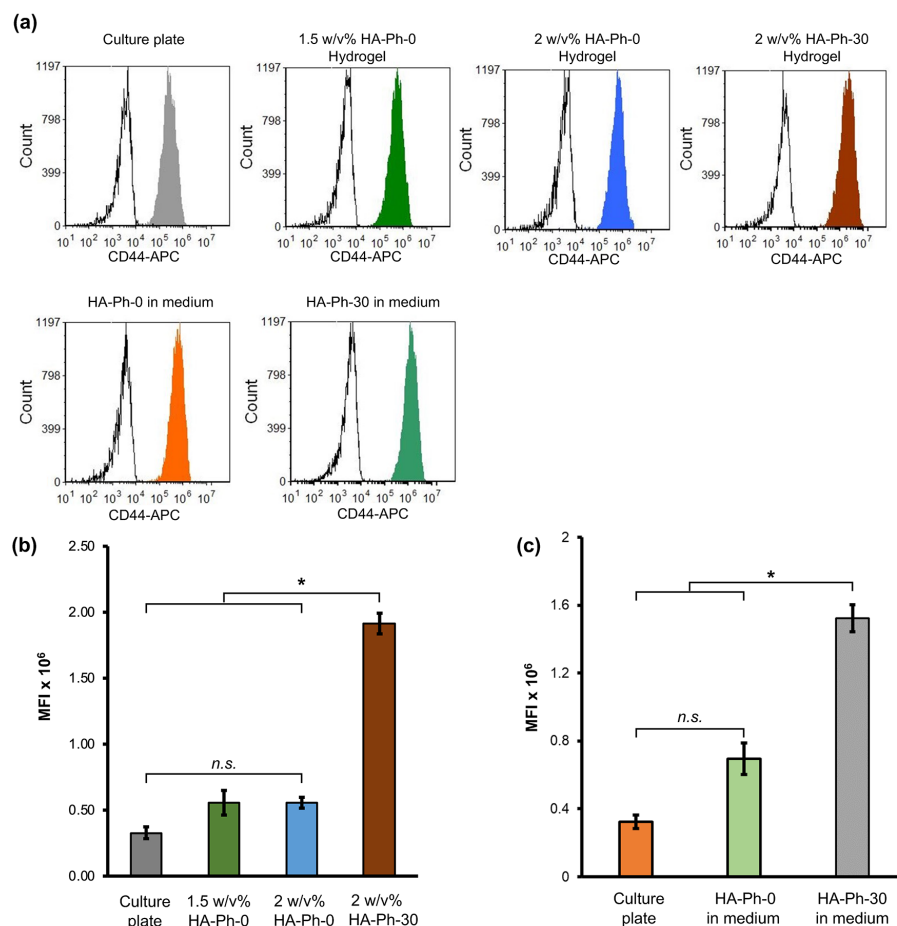 (a)
Culture plate
1197
798
399
0
Count
10¹ 10² 10³ 10⁴ 10⁵ 10⁶ 10⁷
CD44-APC
1.5 w/v% HA-Ph-0
Hydrogel
1197
798
399
0
Count
10¹ 10² 10³ 10⁴ 10⁵ 10⁶ 10⁷
CD44-APC
2 w/v% HA-Ph-0
Hydrogel
1197
798
399
0
Count
10¹ 10² 10³ 10⁴ 10⁵ 10⁶ 10⁷
CD44-APC
2 w/v% HA-Ph-30
Hydrogel
1197
798
399
0
Count
10¹ 10² 10³ 10⁴ 10⁵ 10⁶ 10⁷
CD44-APC
HA-Ph-0 in medium
1197
798
399
0
Count
10¹ 10² 10³ 10⁴ 10⁵ 10⁶ 10⁷
CD44-APC
HA-Ph-30 in medium
1197
798
399
0
Count
10¹ 10² 10³ 10⁴ 10⁵ 10⁶ 10⁷
CD44-APC
(b)
2.50
2.00
1.50
1.00
0.50
0.00
MFI x 10⁶
*
n.s.
Culture
plate
1.5 w/v%
HA-Ph-0
2 w/v%
HA-Ph-0
2 w/v%
HA-Ph-30
(c)
2
1.6
1.2
0.8
0.4
0
MFI x 10⁶
*
n.s.
Culture
plate
HA-Ph-0
in medium
HA-Ph-30
in medium